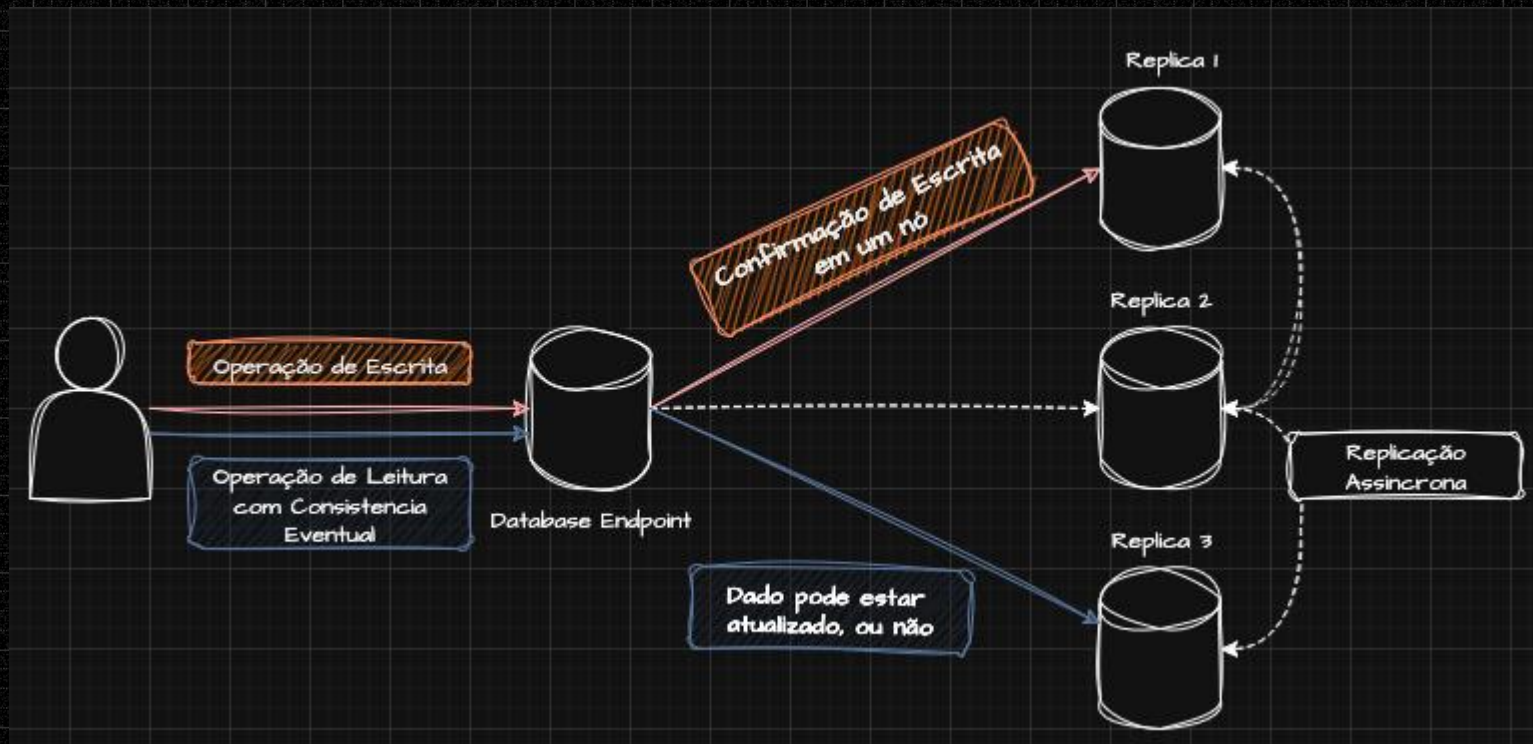 Replica 1
Confirmação de Escrita
em um nó
Replica 2
Operação de Escrita
Operação de Leitura
com Consistencia
Eventual
Database Endpoint
Replicação
Assincrona
Replica 3
Dado pode estar
atualizado, ou não